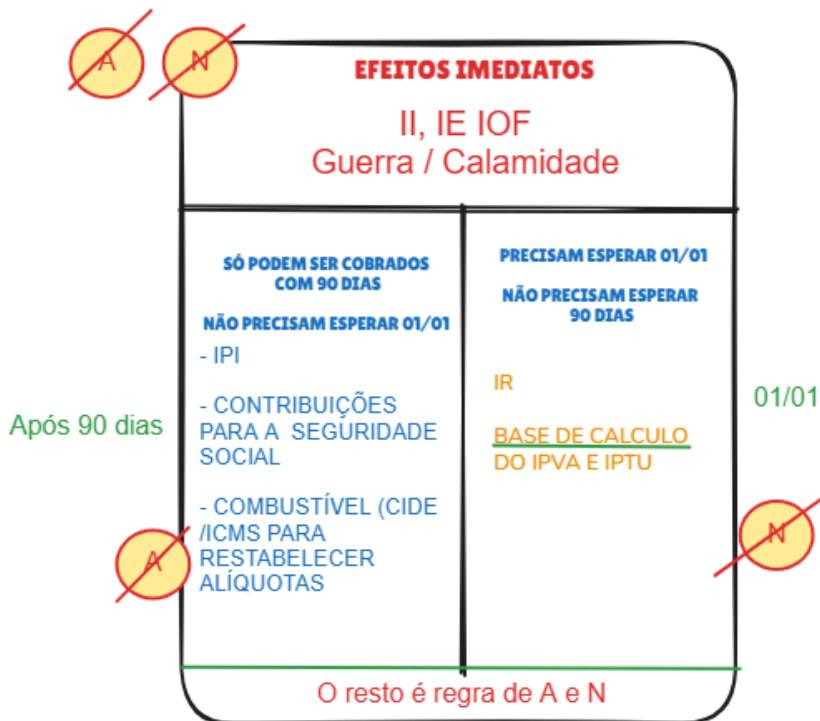 A
N
EFEITOS IMEDIATOS
II, IE IOF
Guerra / Calamidade
SÓ PODEM SER COBRADOS
COM 90 DIAS
NÃO PRECISAM ESPERAR 01/01
- IPI
- CONTRIBUIÇÕES
PARA A SEGURIDADE
SOCIAL
- COMBUSTÍVEL (CIDE
/ICMS PARA
RESTABELECER
ALÍQUOTAS
Após 90 dias
A
PRECISAM ESPERAR 01/01
NÃO PRECISAM ESPERAR
90 DIAS
IR
BASE DE CALCULO
DO IPVA E IPTU
01/01
N
O resto é regra de A e N